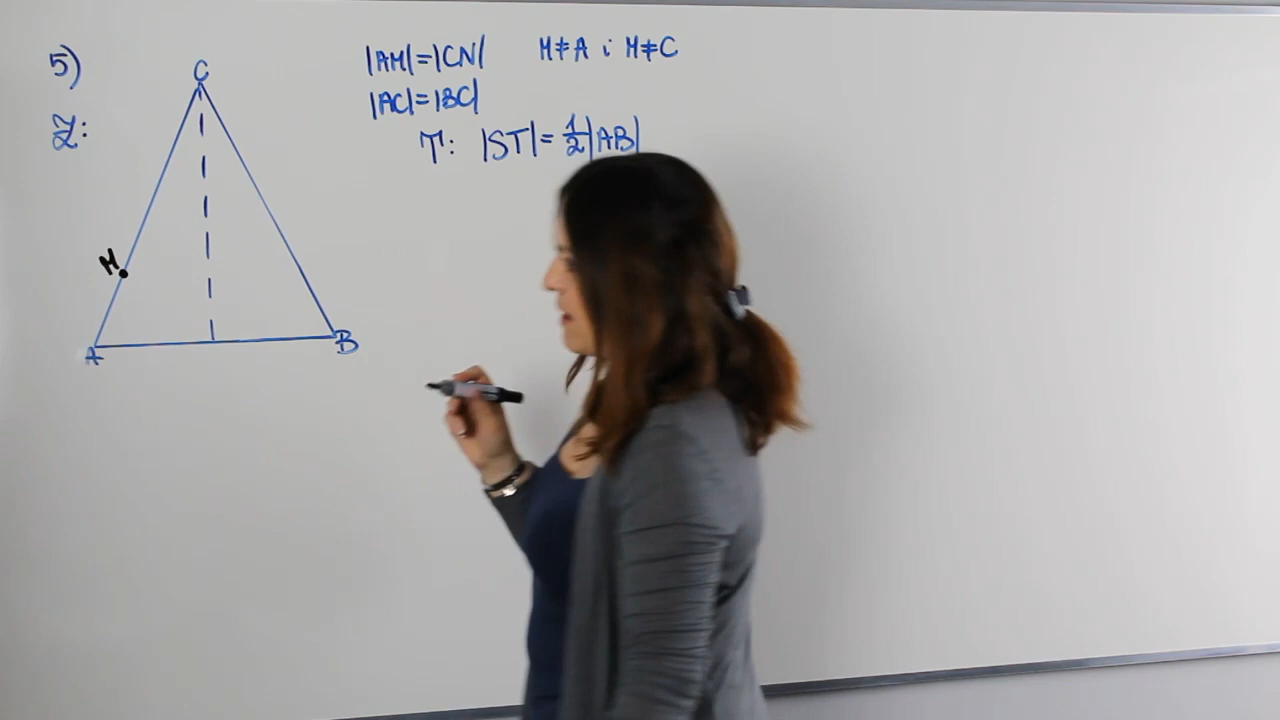 5)
Z:
C
M
A
B
|AM|=|CN| M≠A i M≠C
|AC|=|BC|
T: |ST|=½|AB|